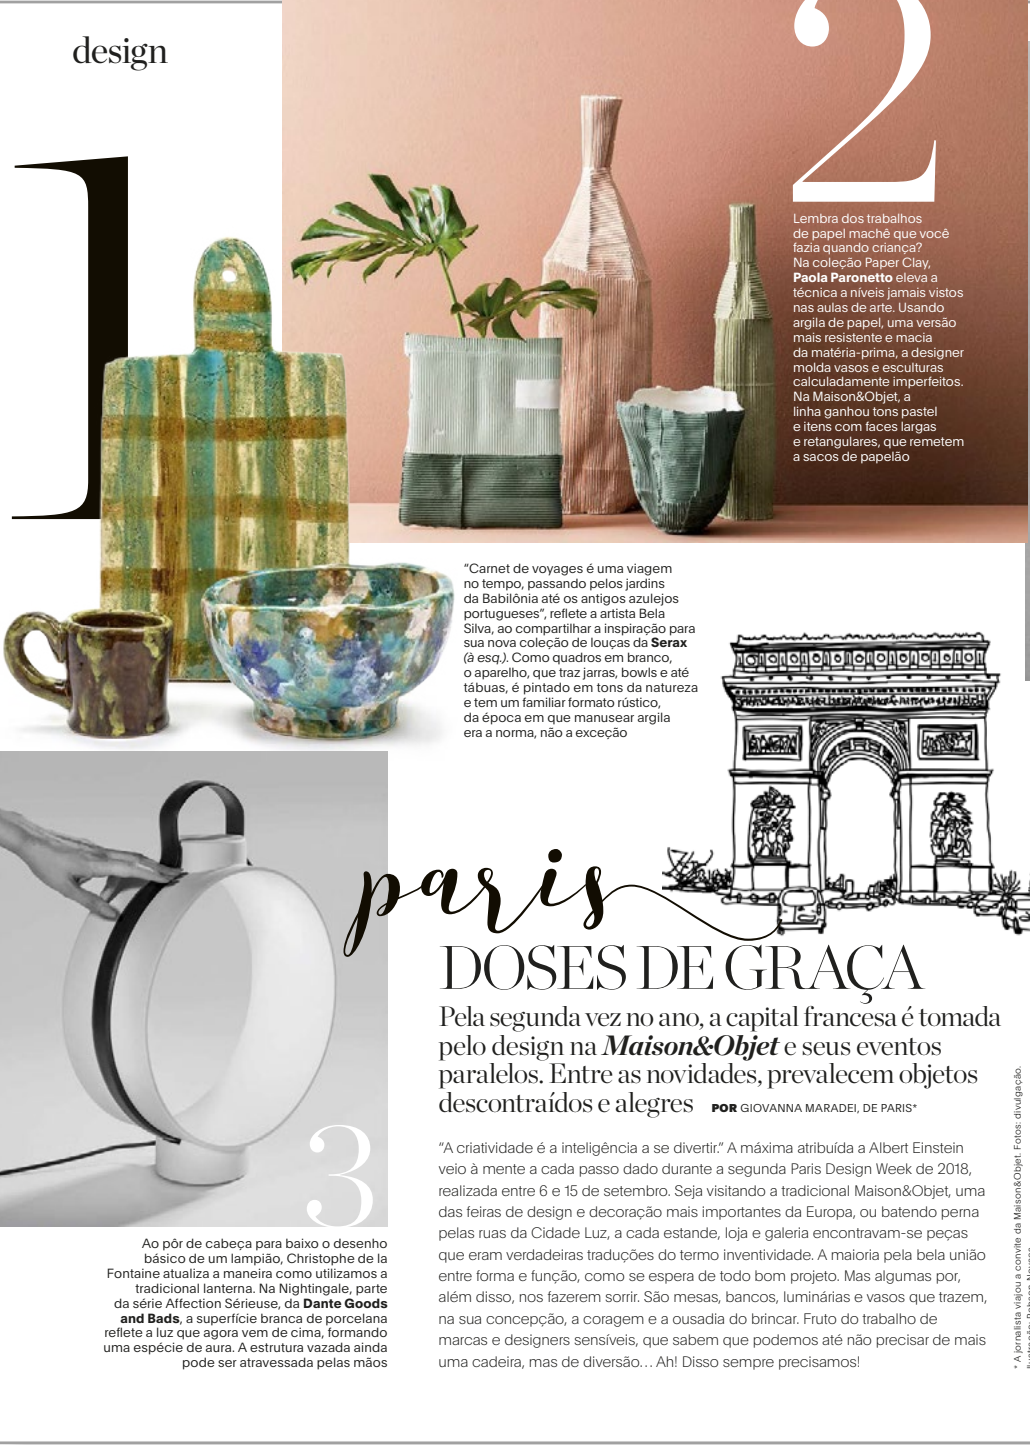 design
1
2
Lembra dos trabalhos
de papel machê que você
fazia quando criança?
Na coleção Paper Clay,
Paola Paronetto eleva a
técnica a níveis jamais vistos
nas aulas de arte. Usando
argila de papel, uma versão
mais resistente e macia
da matéria-prima, a designer
molda vasos e esculturas
calculadamente imperfeitos.
Na Maison&Objet, a
linha ganhou tons pastel
e itens com faces largas
e retangulares, que remetem
a sacos de papelão
“Carnet de voyages é uma viagem
no tempo, passando pelos jardins
da Babilônia até os antigos azulejos
portugueses”, reflete a artista Bela
Silva, ao compartilhar a inspiração para
sua nova coleção de louças da Serax
(à esq.). Como quadros em branco,
o aparelho, que traz jarras, bowls e até
tábuas, é pintado em tons da natureza
e tem um familiar formato rústico,
da época em que manusear argila
era a norma, não a exceção
3
Ao pôr de cabeça para baixo o desenho
básico de um lampião, Christophe de la
Fontaine atualiza a maneira como utilizamos a
tradicional lanterna. Na Nightingale, parte
da série Affection Sérieuse, da Dante Goods
and Bads, a superfície branca de porcelana
reflete a luz que agora vem de cima, formando
uma espécie de aura. A estrutura vazada ainda
pode ser atravessada pelas mãos
paris
DOSES DE GRAÇA
Pela segunda vez no ano, a capital francesa é tomada
pelo design na Maison&Objet e seus eventos
paralelos. Entre as novidades, prevalecem objetos
descontraídos e alegres POR GIOVANNA MARADEI, DE PARIS*
“A criatividade é a inteligência a se divertir.” A máxima atribuída a Albert Einstein
veio à mente a cada passo dado durante a segunda Paris Design Week de 2018,
realizada entre 6 e 15 de setembro. Seja visitando a tradicional Maison&Objet, uma
das feiras de design e decoração mais importantes da Europa, ou batendo perna
pelas ruas da Cidade Luz, a cada estande, loja e galeria encontravam-se peças
que eram verdadeiras traduções do termo inventividade. A maioria pela bela união
entre forma e função, como se espera de todo bom projeto. Mas algumas por,
além disso, nos fazerem sorrir. São mesas, bancos, luminárias e vasos que trazem,
na sua concepção, a coragem e a ousadia do brincar. Fruto do trabalho de
marcas e designers sensíveis, que sabem que podemos até não precisar de mais
uma cadeira, mas de diversão… Ah! Disso sempre precisamos!
* A jornalista viajou a convite da Maison&Objet. Fotos: divulgação.